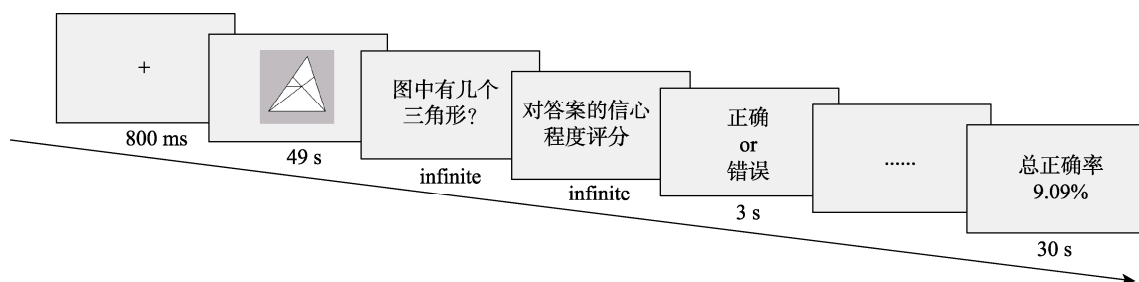 +
800 ms
49 s
图中有几个
三角形?
infinite
对答案的信心
程度评分
infinite
正确
or
错误
3 s
......
总正确率
9.09%
30 s